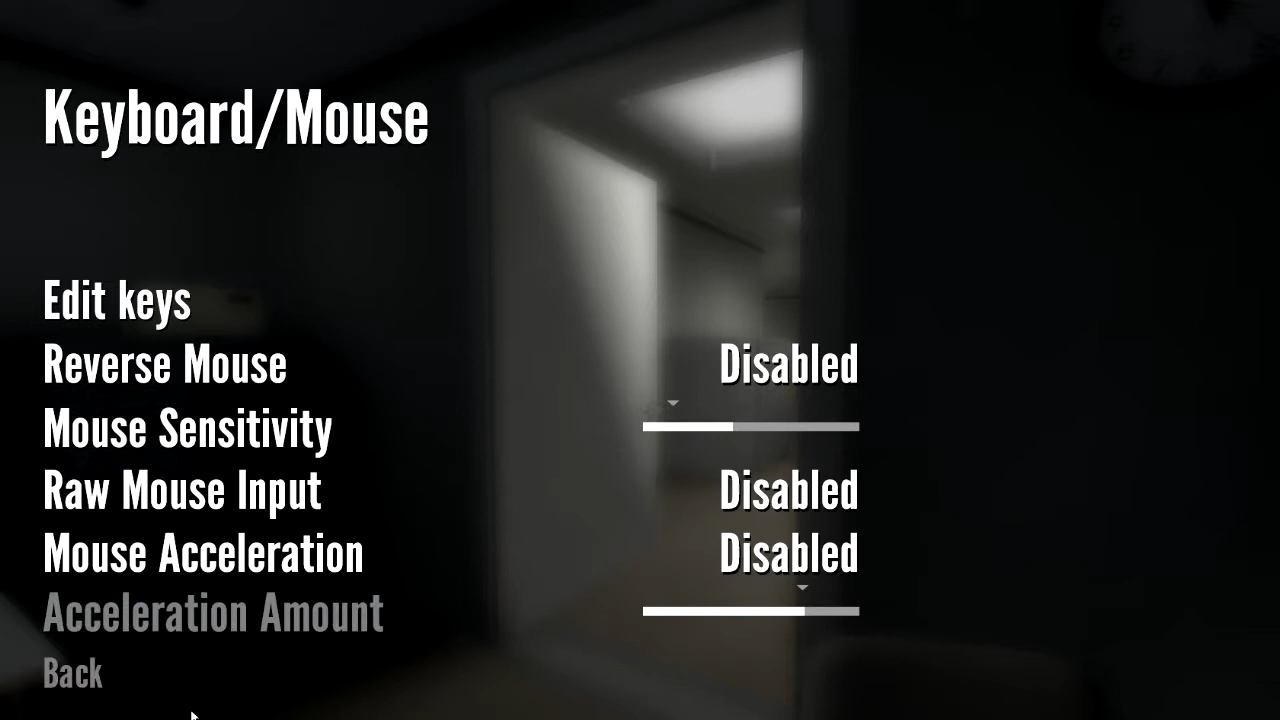 Keyboard/Mouse
Edit keys
Reverse Mouse Disabled
Mouse Sensitivity
Raw Mouse Input Disabled
Mouse Acceleration Disabled
Acceleration Amount
Back